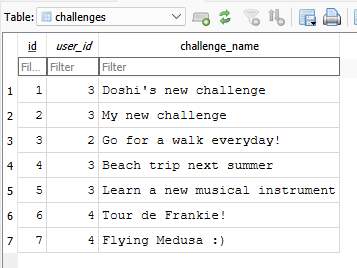 Table: challenges
id user_id challenge_name
Fil... Filter Filter
1 1 3 Doshi's new challenge
2 2 3 My new challenge
3 3 2 Go for a walk everyday!
4 4 3 Beach trip next summer
5 5 3 Learn a new musical instrument
6 6 4 Tour de Frankie!
7 7 4 Flying Medusa :)